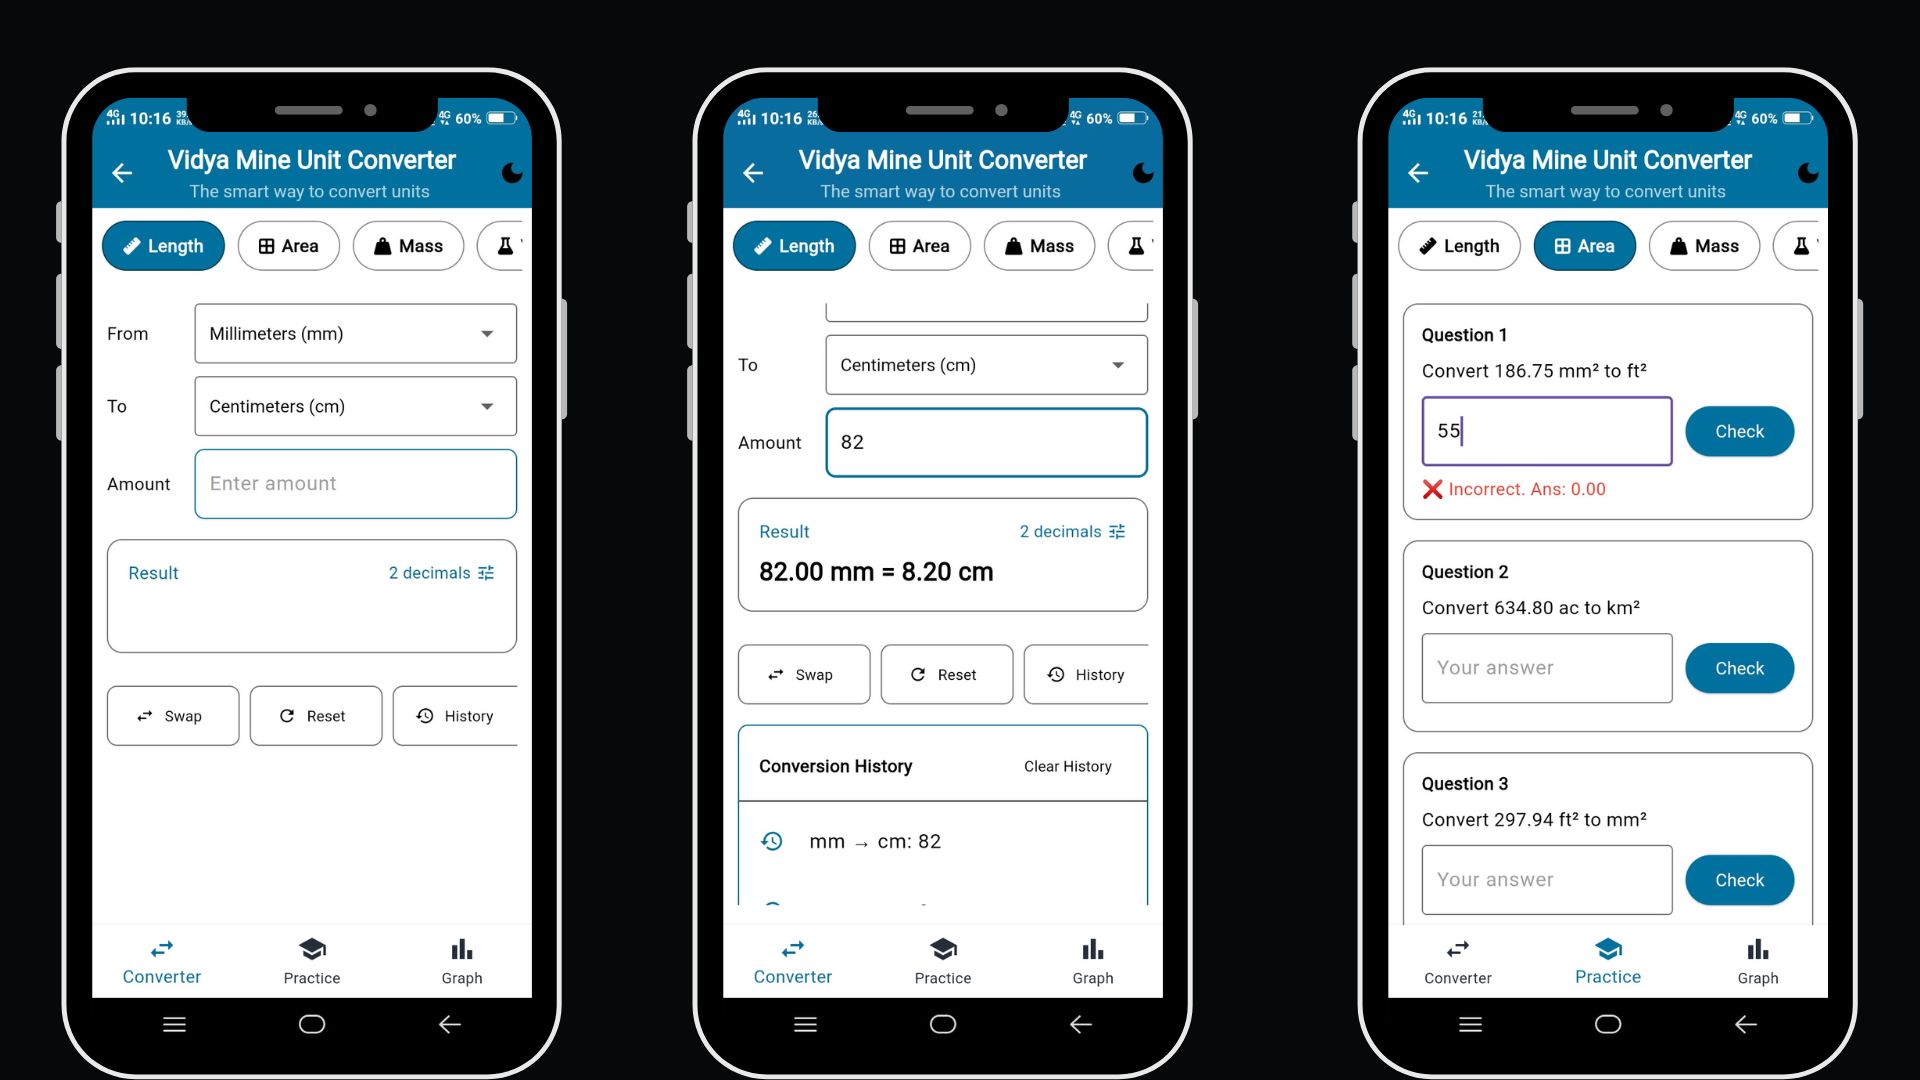 4G 10:16
4G 60%
Vidya Mine Unit Converter
The smart way to convert units
Length Area Mass
From Millimeters (mm)
To Centimeters (cm)
Amount Enter amount
Result 2 decimals
Swap Reset History
Converter Practice Graph
4G 10:16
4G 60%
Vidya Mine Unit Converter
The smart way to convert units
Length Area Mass
To Centimeters (cm)
Amount 82
Result 2 decimals
82.00 mm = 8.20 cm
Swap Reset History
Conversion History Clear History
mm → cm: 82
Converter Practice Graph
4G 10:16
4G 60%
Vidya Mine Unit Converter
The smart way to convert units
Length Area Mass
Question 1
Convert 186.75 mm² to ft²
55 Check
❌ Incorrect. Ans: 0.00
Question 2
Convert 634.80 ac to km²
Your answer Check
Question 3
Convert 297.94 ft² to mm²
Your answer Check
Converter Practice Graph